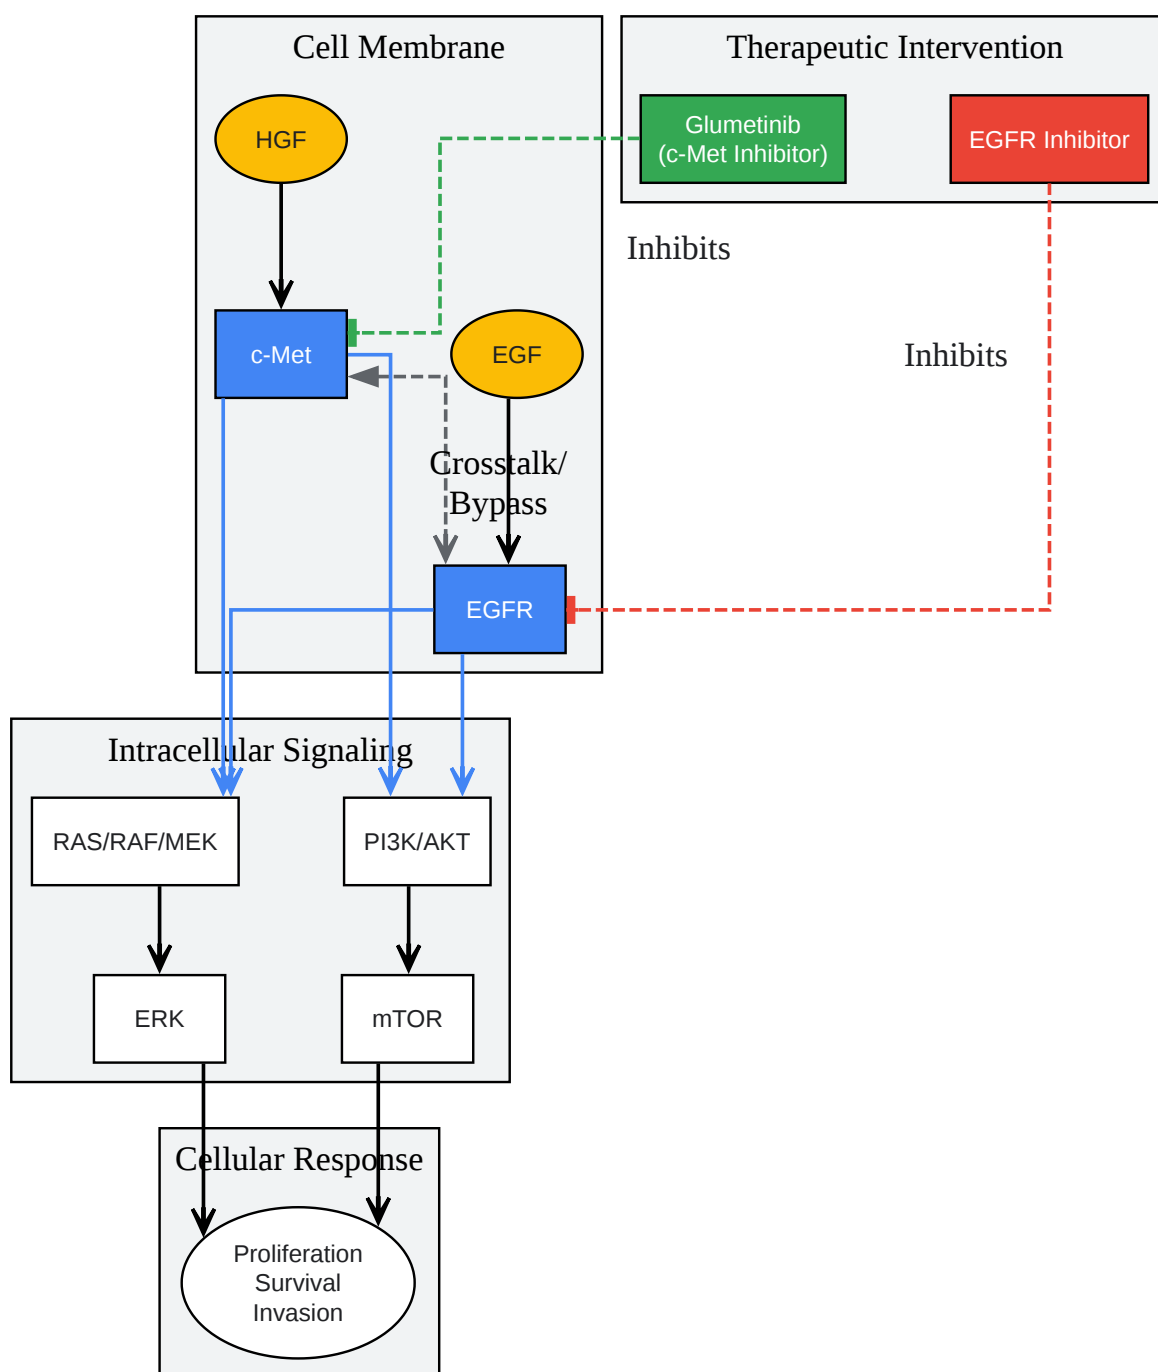 Cell Membrane
Therapeutic Intervention
HGF
Glumetinib
(c-Met Inhibitor)
EGFR Inhibitor
Inhibits
c-Met
EGF
Inhibits
Crosstalk/
Bypass
EGFR
Intracellular Signaling
RAS/RAF/MEK
PI3K/AKT
ERK
mTOR
Cellular Response
Proliferation
Survival
Invasion